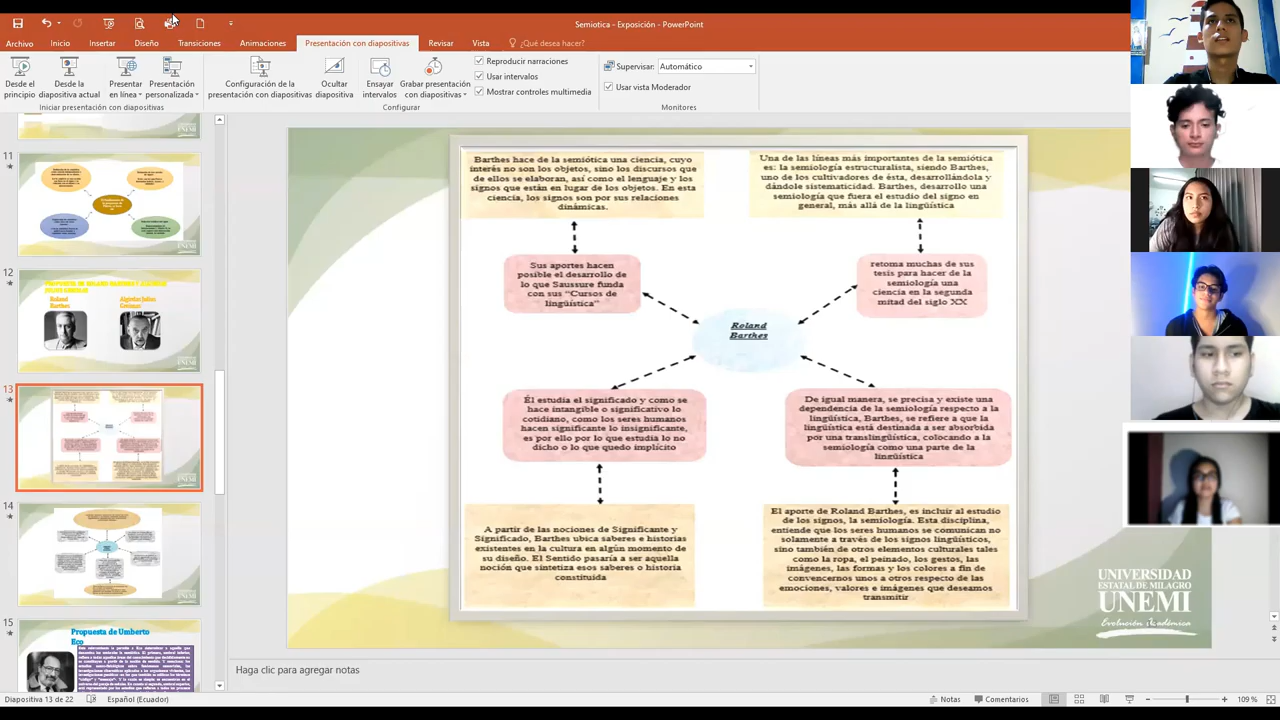 Semiotica - Exposición - PowerPoint
Archivo Inicio Insertar Diseño Transiciones Animaciones Presentación con diapositivas Revisar Vista ¿Qué desea hacer?
Desde el principio
Desde la diapositiva actual
Presentar en línea
Presentación personalizada
Iniciar presentación con diapositivas
Configuración de la presentación con diapositivas
Ocultar diapositiva
Ensayar intervalos
Grabar presentación con diapositivas
Reproducir narraciones
Usar intervalos
Mostrar controles multimedia
Configurar
Supervisar: Automático
Usar vista Moderador
Monitores
11
12
Roland
Barthes
13
14
15
Propuesta de Umberto
Eco
Barthes hace de la semiótica una ciencia, cuyo
interés no son los objetos, sino los discursos que
de ellos se elaboran, así como el lenguaje y los
signos que están en lugar de los objetos. En esta
ciencia, los signos son por sus relaciones
dinámicas.
Una de las líneas más importantes de la semiótica
es: la semiología estructuralista, siendo Barthes,
uno de los cultivadores de ésta, desarrollándola y
dándole sistematicidad. Barthes, desarrollo una
semiología que fuera el estudio del signo en
general, más allá de la lingüística
Sus aportes hacen
posible el desarrollo de
lo que Saussure funda
con sus "Cursos de
lingüística"
retoma muchas de sus
tesis para hacer de la
semiología una
ciencia en la segunda
mitad del siglo XX
Roland
Barthes
Él estudia el significado y como se
hace intangible o significativo lo
cotidiano, como los seres humanos
hacen significante lo insignificante,
es por ello por lo que estudia lo no
dicho o lo que quedo implícito
De igual manera, se precisa y existe una
dependencia de la semiología respecto a la
lingüística, Barthes, se refiere a que la
lingüística está destinada a ser absorbida
por una translingüística, colocando a la
semiología como una parte de la
lingüística
A partir de las nociones de Significante y
Significado, Barthes ubica saberes e historias
existentes en la cultura en algún momento de
su diseño. El Sentido pasaría a ser aquella
noción que sintetiza esos saberes o historia
constituida
El aporte de Roland Barthes, es incluir al estudio
de los signos, la semiología. Esta disciplina,
entiende que los seres humanos se comunican no
solamente a través de los signos lingüísticos,
sino también de otros elementos culturales tales
como la ropa, el peinado, los gestos, las
imágenes, las formas y los colores a fin de
convencernos unos a otros respecto de las
emociones, valores e imágenes que deseamos
transmitir
UNIVERSIDAD
ESTATAL DE MILAGRO
UNEMI
Evolución Académica
Haga clic para agregar notas
Diapositiva 13 de 22 Español (Ecuador) Notas Comentarios 109 %